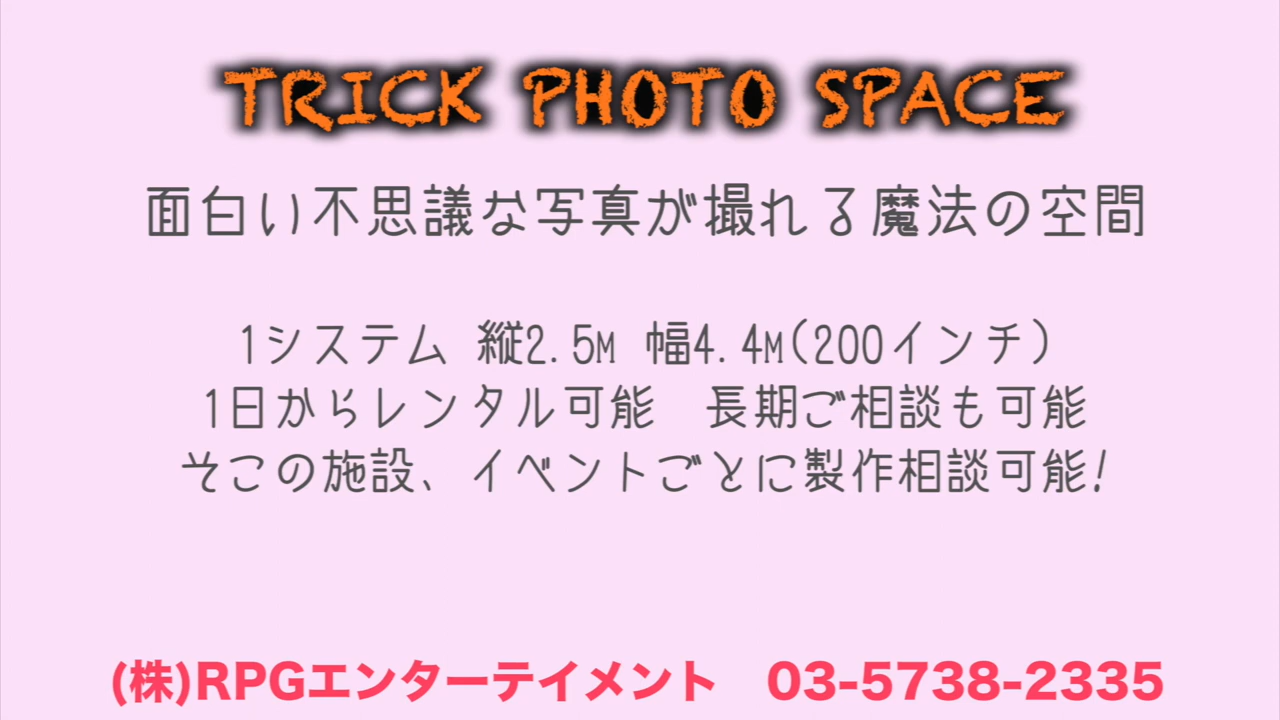 TRICK PHOTO SPACE
面白い不思議な写真が撮れる魔法の空間
1システム 縦2.5M 幅4.4M(200インチ)
1日からレンタル可能　長期ご相談も可能
そこの施設、イベントごとに製作相談可能!
(株)RPGエンターテイメント　03-5738-2335